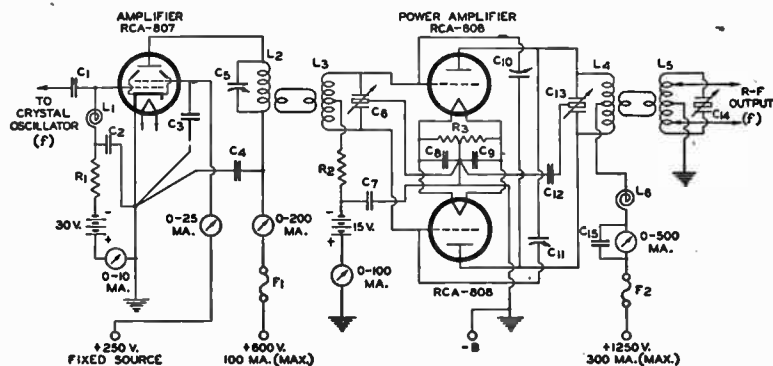 AMPLIFIER
RCA-807
POWER AMPLIFIER
RCA-808
L2
L3
C10
L4
L5
C1
C5
C13
R-F
OUTPUT
(f)
TO
CRYSTAL
OSCILLATOR
(f)
L1
C2
C3
C6
C14
R3
C8
C9
R1
C4
R2
C7
C12
L6
30V.
0-25
MA.
0-200
MA.
15V.
C11
C15
0-500
MA.
0-10
MA.
F1
0-100
MA.
RCA-808
F2
+250 V.
FIXED SOURCE
+600 V.
100 MA.(MAX.)
-B
+1250 V.
300 MA.(MAX.)